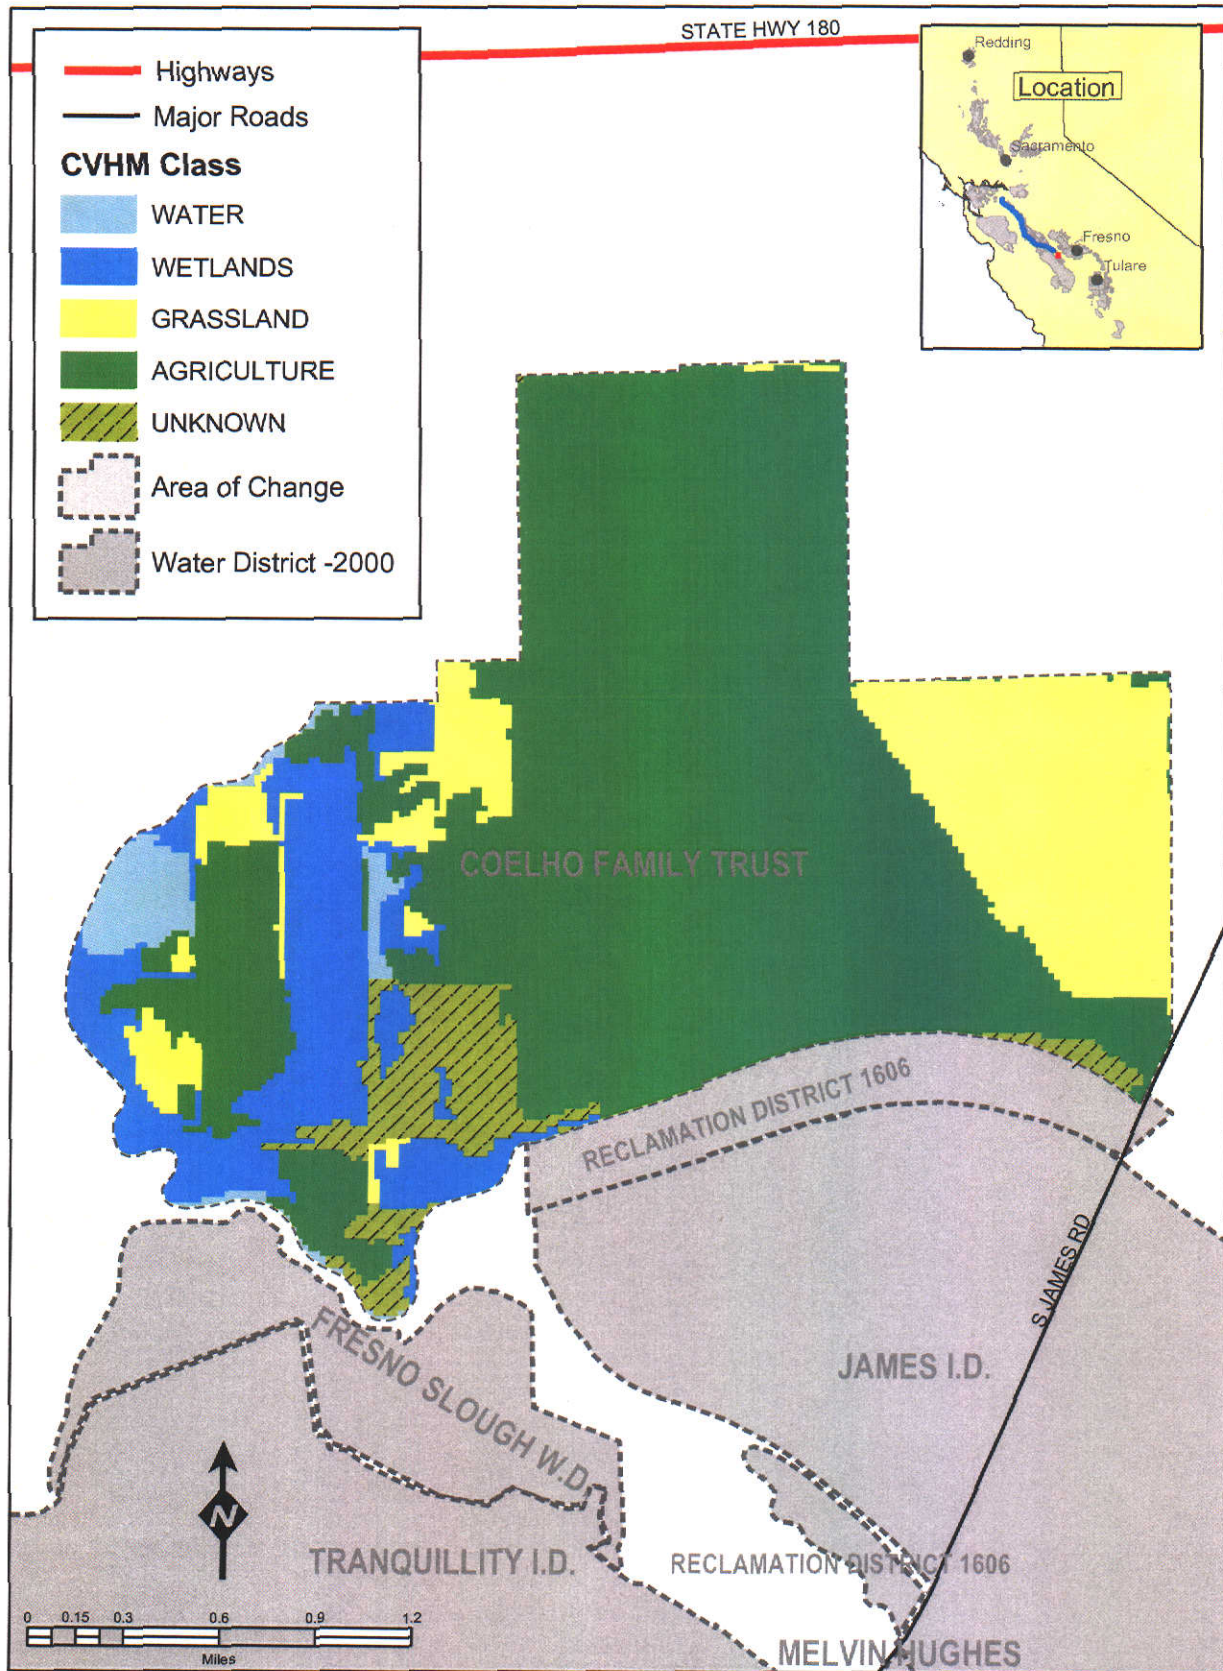 STATE HWY 180
Highways
Major Roads
CVHM Class
WATER
WETLANDS
GRASSLAND
AGRICULTURE
UNKNOWN
Area of Change
Water District -2000
Redding
Location
Sacramento
Fresno
Tulare
COELHO FAMILY TRUST
RECLAMATION DISTRICT 1606
S JAMES RD
JAMES I.D.
FRESNO SLOUGH W.D.
N
TRANQUILLITY I.D.
RECLAMATION DISTRICT 1606
MELVIN HUGHES
0 0.15 0.3 0.6 0.9 1.2
Miles